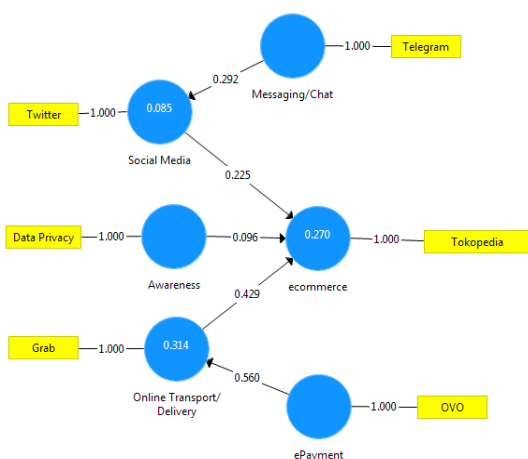 1.000
Telegram
0.292
Messaging/Chat
Twitter
1.000
0.085
Social Media
0.225
Data Privacy
1.000
0.096
0.270
1.000
Tokopedia
Awareness
ecommerce
0.429
Grab
1.000
0.314
Online Transport/
Delivery
0.560
1.000
OVO
ePayment